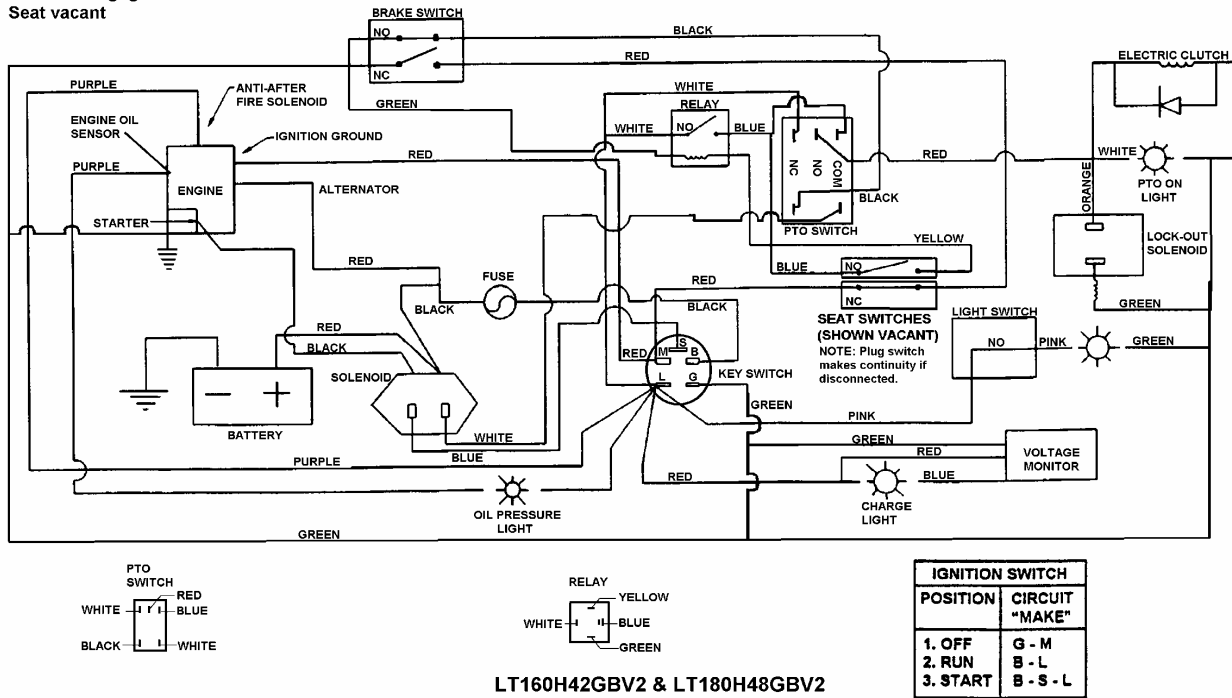 Seat vacant
BRAKE SWITCH
NO
BLACK
RED
NC
ELECTRIC CLUTCH
PURPLE
ANTI-AFTER
FIRE SOLENOID
WHITE
RELAY
GREEN
ENGINE OIL
SENSOR
IGNITION GROUND
WHITE
NO
BLUE
RED
NC
NO
COM
RED
WHITE
PURPLE
ENGINE
ALTERNATOR
PTO ON
LIGHT
ORANGE
BLACK
STARTER
PTO SWITCH
YELLOW
LOCK-OUT
SOLENOID
RED
FUSE
BLUE
NO
RED
NC
BLACK
BLACK
GREEN
SEAT SWITCHES
(SHOWN VACANT)
NOTE: Plug switch
makes continuity if
disconnected.
LIGHT SWITCH
RED
BLACK
S
M
B
RED
L
G
KEY SWITCH
NO
PINK
GREEN
SOLENOID
BATTERY
GREEN
PINK
WHITE
BLUE
GREEN
RED
VOLTAGE
MONITOR
PURPLE
RED
BLUE
CHARGE
LIGHT
OIL PRESSURE
LIGHT
GREEN
PTO
SWITCH
RED
WHITE
BLUE
BLACK
WHITE
RELAY
YELLOW
WHITE
BLUE
GREEN
IGNITION SWITCH
POSITION CIRCUIT
"MAKE"
1. OFF G - M
2. RUN B - L
3. START B - S - L
LT160H42GBV2 & LT180H48GBV2